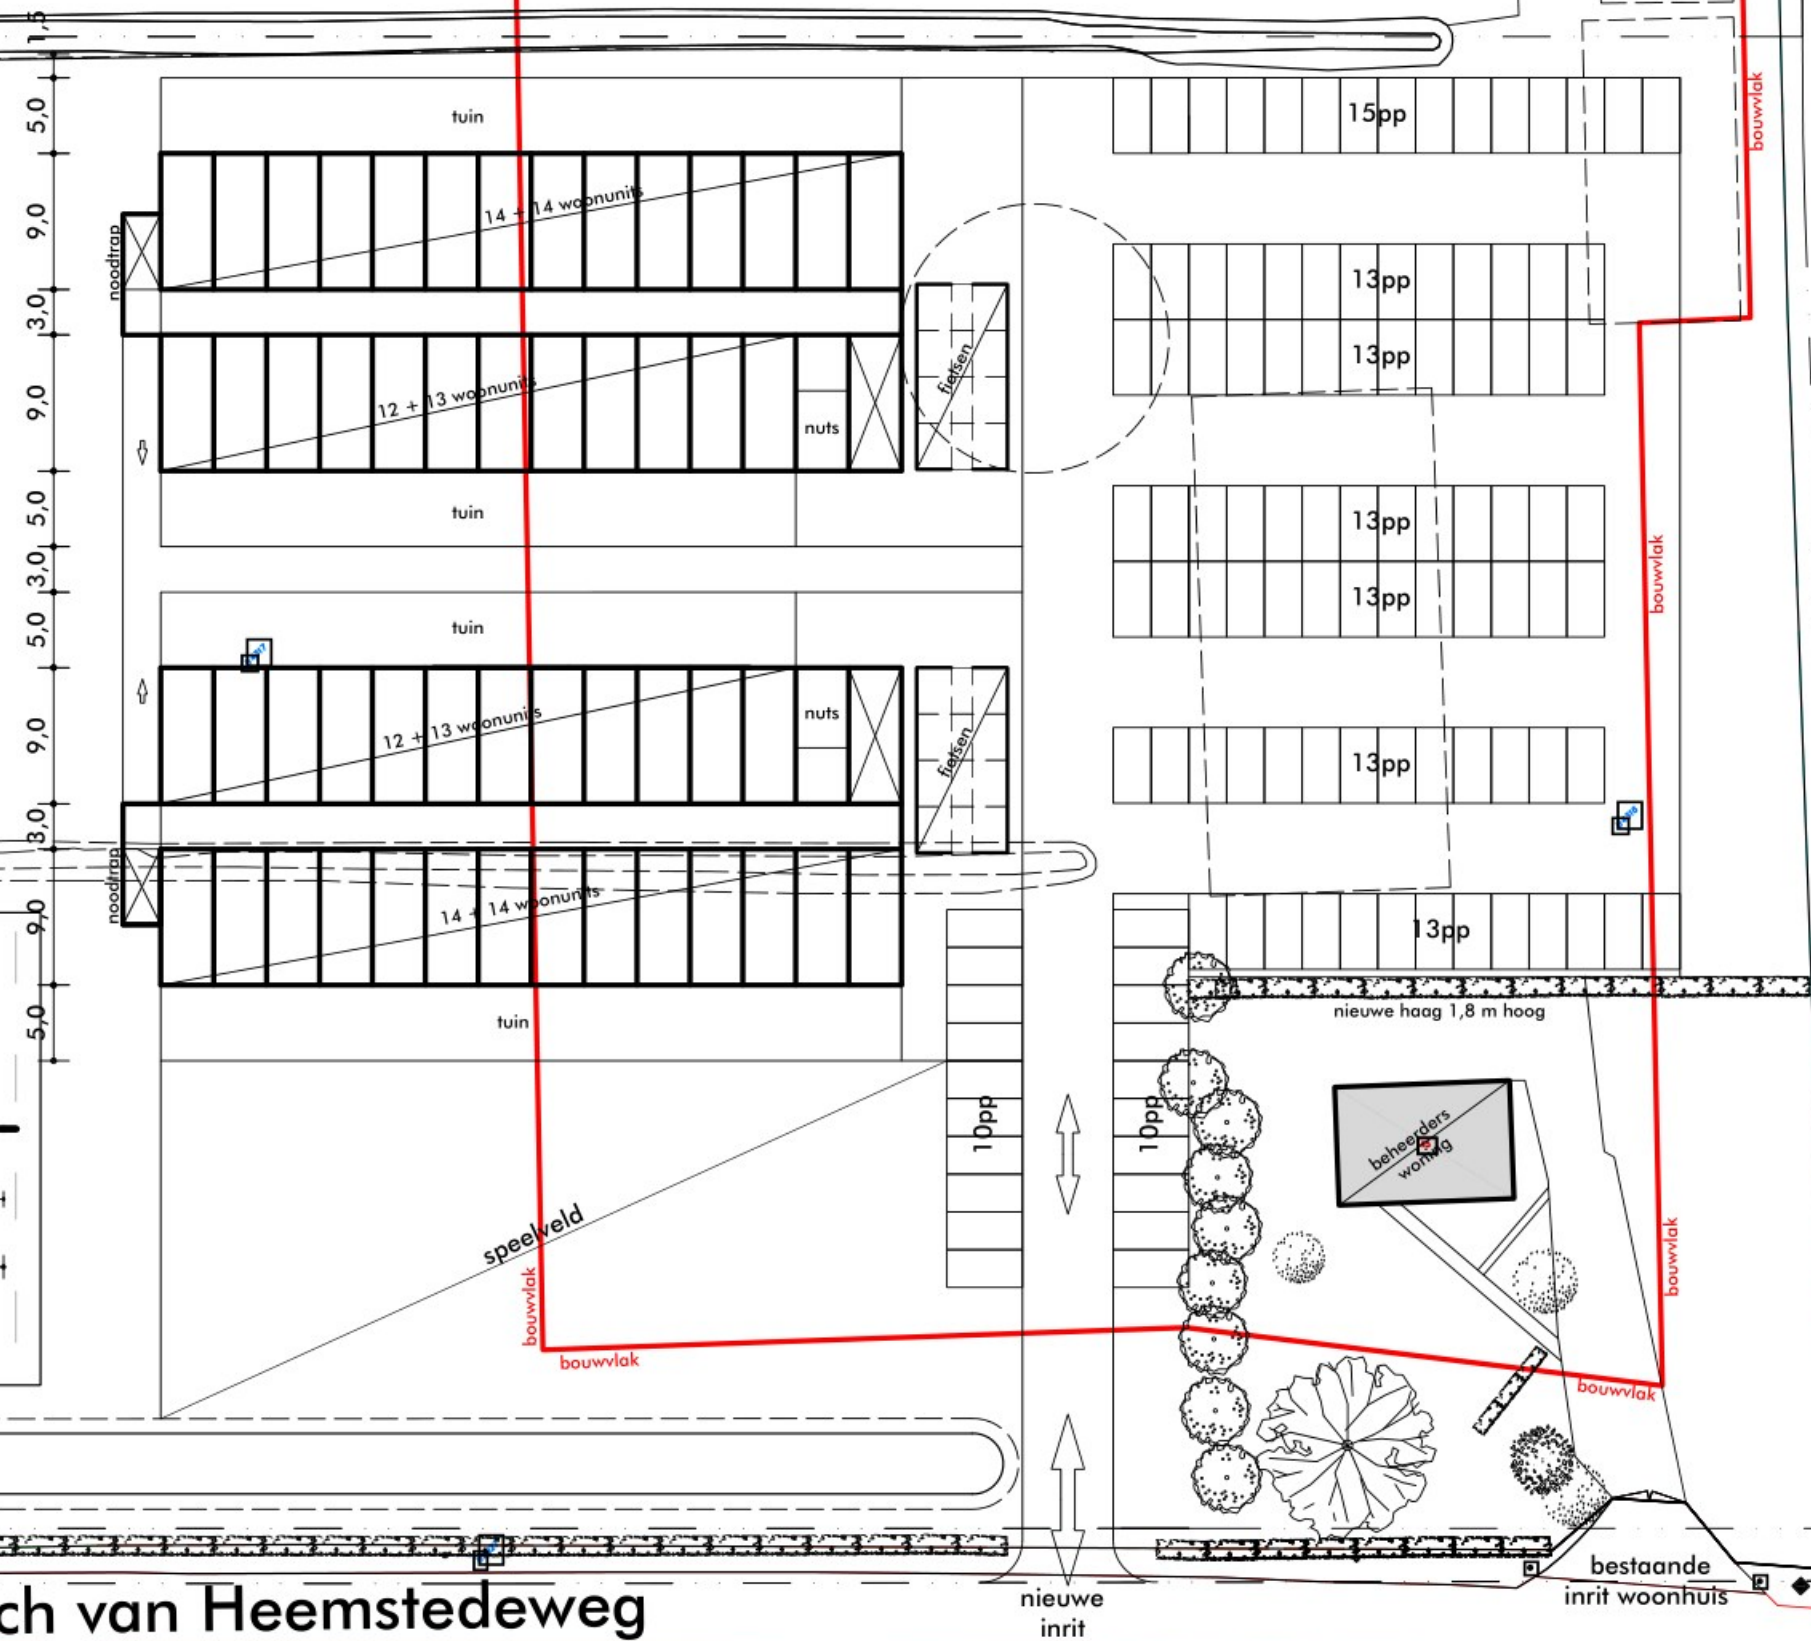 1,5
5,0
tuin
15pp
bouwvlak
9,0
14 + 14 woonunits
noodtrap
3,0
13pp
fietsen
13pp
9,0
12 + 13 woonunits
nuts
5,0
tuin
13pp
bouwvlak
3,0
13pp
5,0
tuin
9,0
12 + 13 woonunits
nuts
fietsen
13pp
3,0
noodtrap
9,0
14 + 14 woonunits
13pp
5,0
tuin
nieuwe haag 1,8 m hoog
10pp
10pp
beheerders
woning
speelveld
bouwvlak
bouwvlak
bouwvlak
bouwvlak
ch van Heemstedeweg
nieuwe
inrit
bestaande
inrit woonhuis